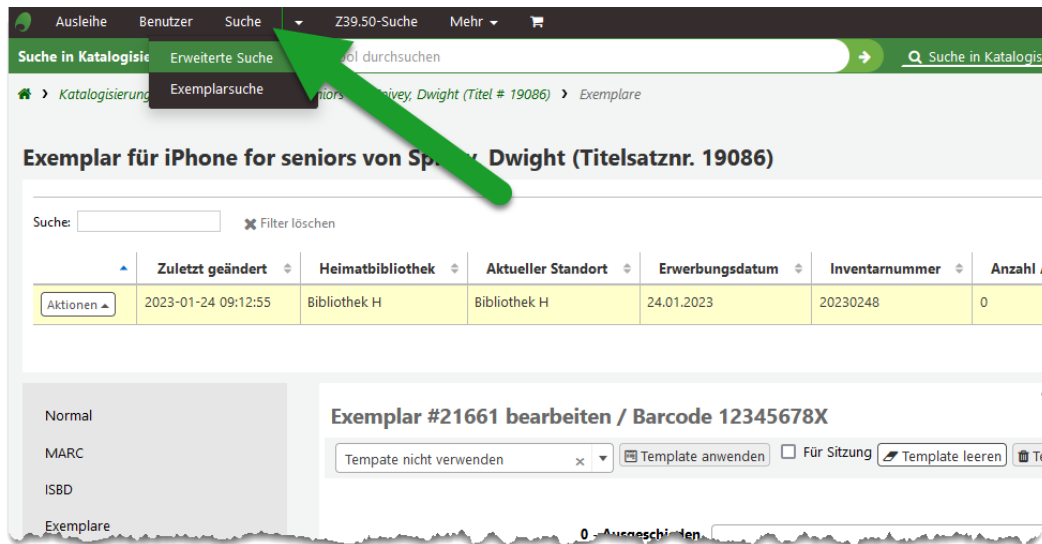 Ausleihe Benutzer Suche Z39.50-Suche Mehr
Suche in Katalogisie Erweiterte Suche ool durchsuchen Suche in Katalogis
Katalogisierung Exemplarsuche niors Spivey, Dwight (Titel # 19086) Exemplare
Exemplar für iPhone for seniors von Sp y, Dwight (Titelsatznr. 19086)
Suche: Filter löschen
Zuletzt geändert Heimatbibliothek Aktueller Standort Erwerbungsdatum Inventarnummer Anzahl
Aktionen 2023-01-24 09:12:55 Bibliothek H Bibliothek H 24.01.2023 20230248 0
Normal
Exemplar #21661 bearbeiten / Barcode 12345678X
MARC
Tempate nicht verwenden Template anwenden Für Sitzung Template leeren Te
ISBD
Exemplare
0 - Ausgeschieden